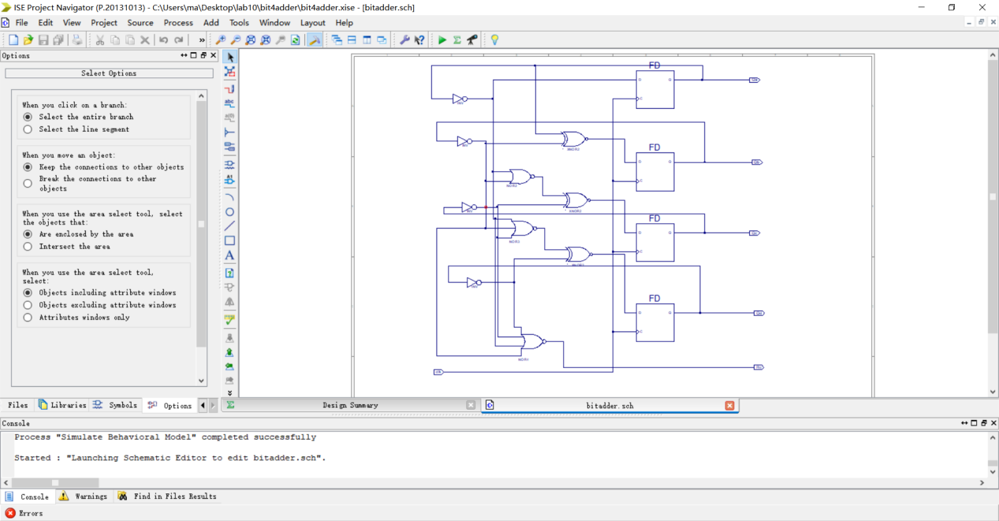 ISE Project Navigator (P.20131013) - C:\Users\ma\Desktop\lab10\bit4adder\bit4adder.xise - [bitadder.sch]
File Edit View Project Source Process Add Tools Window Layout Help
Options
Select Options
When you click on a branch:
Select the entire branch
Select the line segment
When you move an object:
Keep the connections to other objects
Break the connections to other
objects
When you use the area select tool, select
the objects that:
Are enclosed by the area
Intersect the area
When you use the area select tool,
select:
Objects including attribute windows
Objects excluding attribute windows
Attributes windows only
FD
FD
FD
FD
Files Libraries Symbols Options
Design Summary
bitadder.sch
Console
Process "Simulate Behavioral Model" completed successfully
Started : "Launching Schematic Editor to edit bitadder.sch".
Console Warnings Find in Files Results
Errors